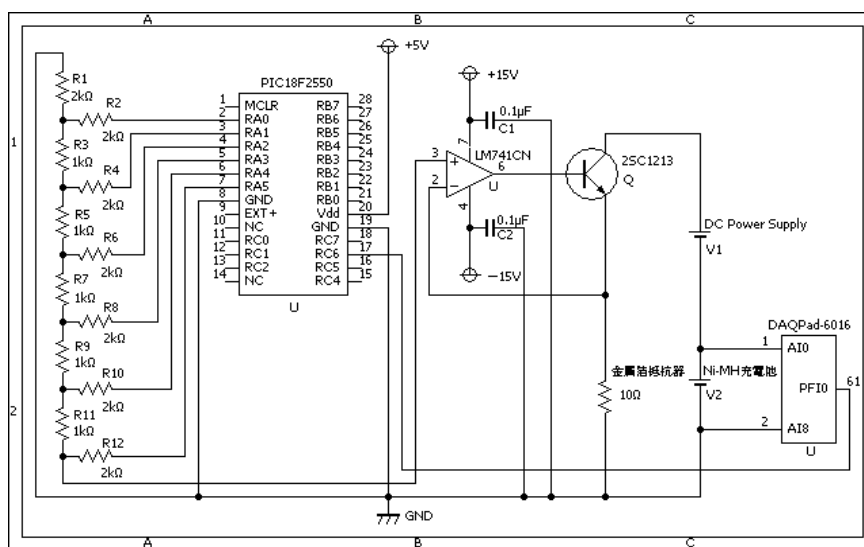 A B C
1
2
R1
2kΩ
R2
2kΩ
R3
1kΩ
R4
2kΩ
R5
1kΩ
R6
2kΩ
R7
1kΩ
R8
2kΩ
R9
1kΩ
R10
2kΩ
R11
1kΩ
R12
2kΩ
PIC18F2550
1 MCLR RB7 28
2 RA0 RB6 27
3 RA1 RB5 26
4 RA2 RB4 25
5 RA3 RB3 24
6 RA4 RB2 23
7 RA5 RB1 22
8 GND RB0 21
9 EXT+ Vdd 20
10 NC GND 19
11 RC0 RC7 18
12 RC1 RC6 17
13 RC2 RC5 16
14 NC RC4 15
U
+5V
+15V
0.1μF
C1
7
3
+
LM741CN
6
2
−
U
4
0.1μF
C2
−15V
2SC1213
Q
DC Power Supply
V1
DAQPad-6016
1 AI0
PFI0 61
2 AI8
U
金属箔抵抗器
10Ω
Ni-MH充電池
V2
GND
A B C